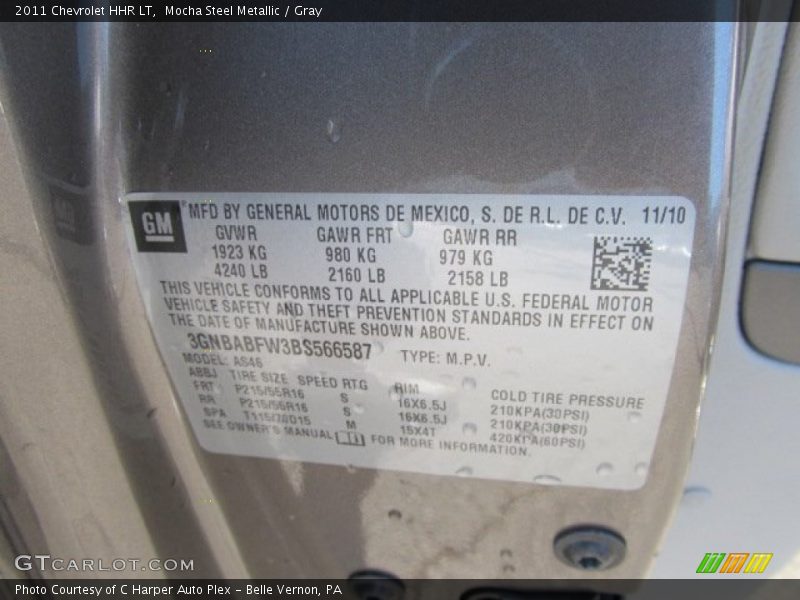 2011 Chevrolet HHR LT, Mocha Steel Metallic / Gray
GM
MFD BY GENERAL MOTORS DE MEXICO, S. DE R.L. DE C.V. 11/10
GVWR GAWR FRT GAWR RR
1923 KG 980 KG 979 KG
4240 LB 2160 LB 2158 LB
THIS VEHICLE CONFORMS TO ALL APPLICABLE U.S. FEDERAL MOTOR
VEHICLE SAFETY AND THEFT PREVENTION STANDARDS IN EFFECT ON
THE DATE OF MANUFACTURE SHOWN ABOVE.
3GNBABFW3BS566587 TYPE: M.P.V.
MODEL: AS46
ABBJ TIRE SIZE SPEED RTG RIM COLD TIRE PRESSURE
FRT P215/55R16 S 16X6.5J 210KPA(30PSI)
RR P215/55R16 S 16X6.5J 210KPA(30PSI)
SPA T115/70D15 M 15X4T 420KPA(60PSI)
SEE OWNER'S MANUAL FOR MORE INFORMATION.
GTCARLOT.COM
Photo Courtesy of C Harper Auto Plex - Belle Vernon, PA